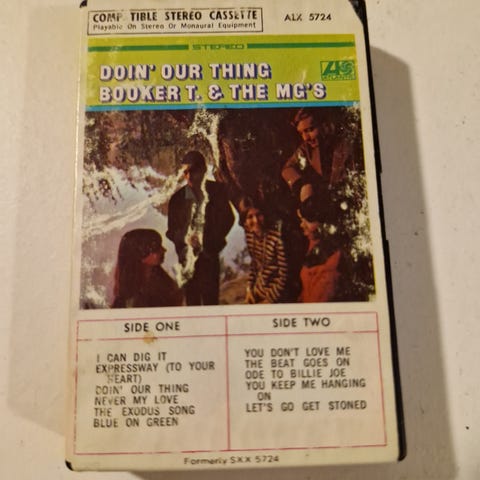 COMP TIBLE STEREO CASSETTE
Playable On Stereo Or Monaural Equipment
ALX 5724
STEREO
DOIN' OUR THING
BOOKER T. & THE MG'S
ATLANTIC
SIDE ONE
I CAN DIG IT
EXPRESSWAY (TO YOUR
HEART)
DOIN' OUR THING
NEVER MY LOVE
THE EXODUS SONG
BLUE ON GREEN
SIDE TWO
YOU DON'T LOVE ME
THE BEAT GOES ON
ODE TO BILLIE JOE
YOU KEEP ME HANGING
ON
LET'S GO GET STONED
Formerly SXX 5724